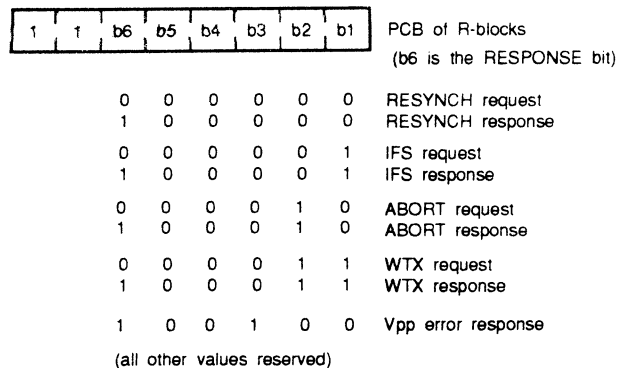 1 1 b6 b5 b4 b3 b2 b1 PCB of R-blocks
(b6 is the RESPONSE bit)
0 0 0 0 0 0 RESYNCH request
1 0 0 0 0 0 RESYNCH response
0 0 0 0 0 1 IFS request
1 0 0 0 0 1 IFS response
0 0 0 0 1 0 ABORT request
1 0 0 0 1 0 ABORT response
0 0 0 0 1 1 WTX request
1 0 0 0 1 1 WTX response
1 0 0 1 0 0 Vpp error response
(all other values reserved)